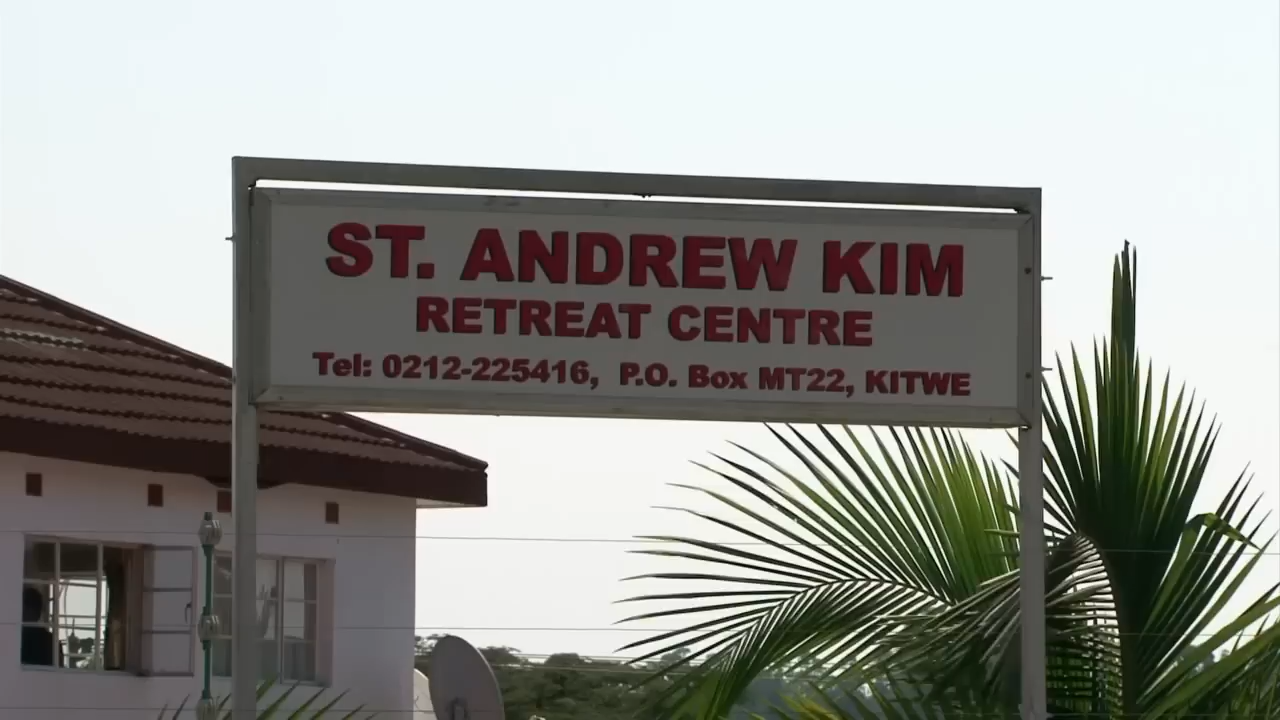 ST. ANDREW KIM
RETREAT CENTRE
Tel: 0212-225416, P.O. Box MT22, KITWE